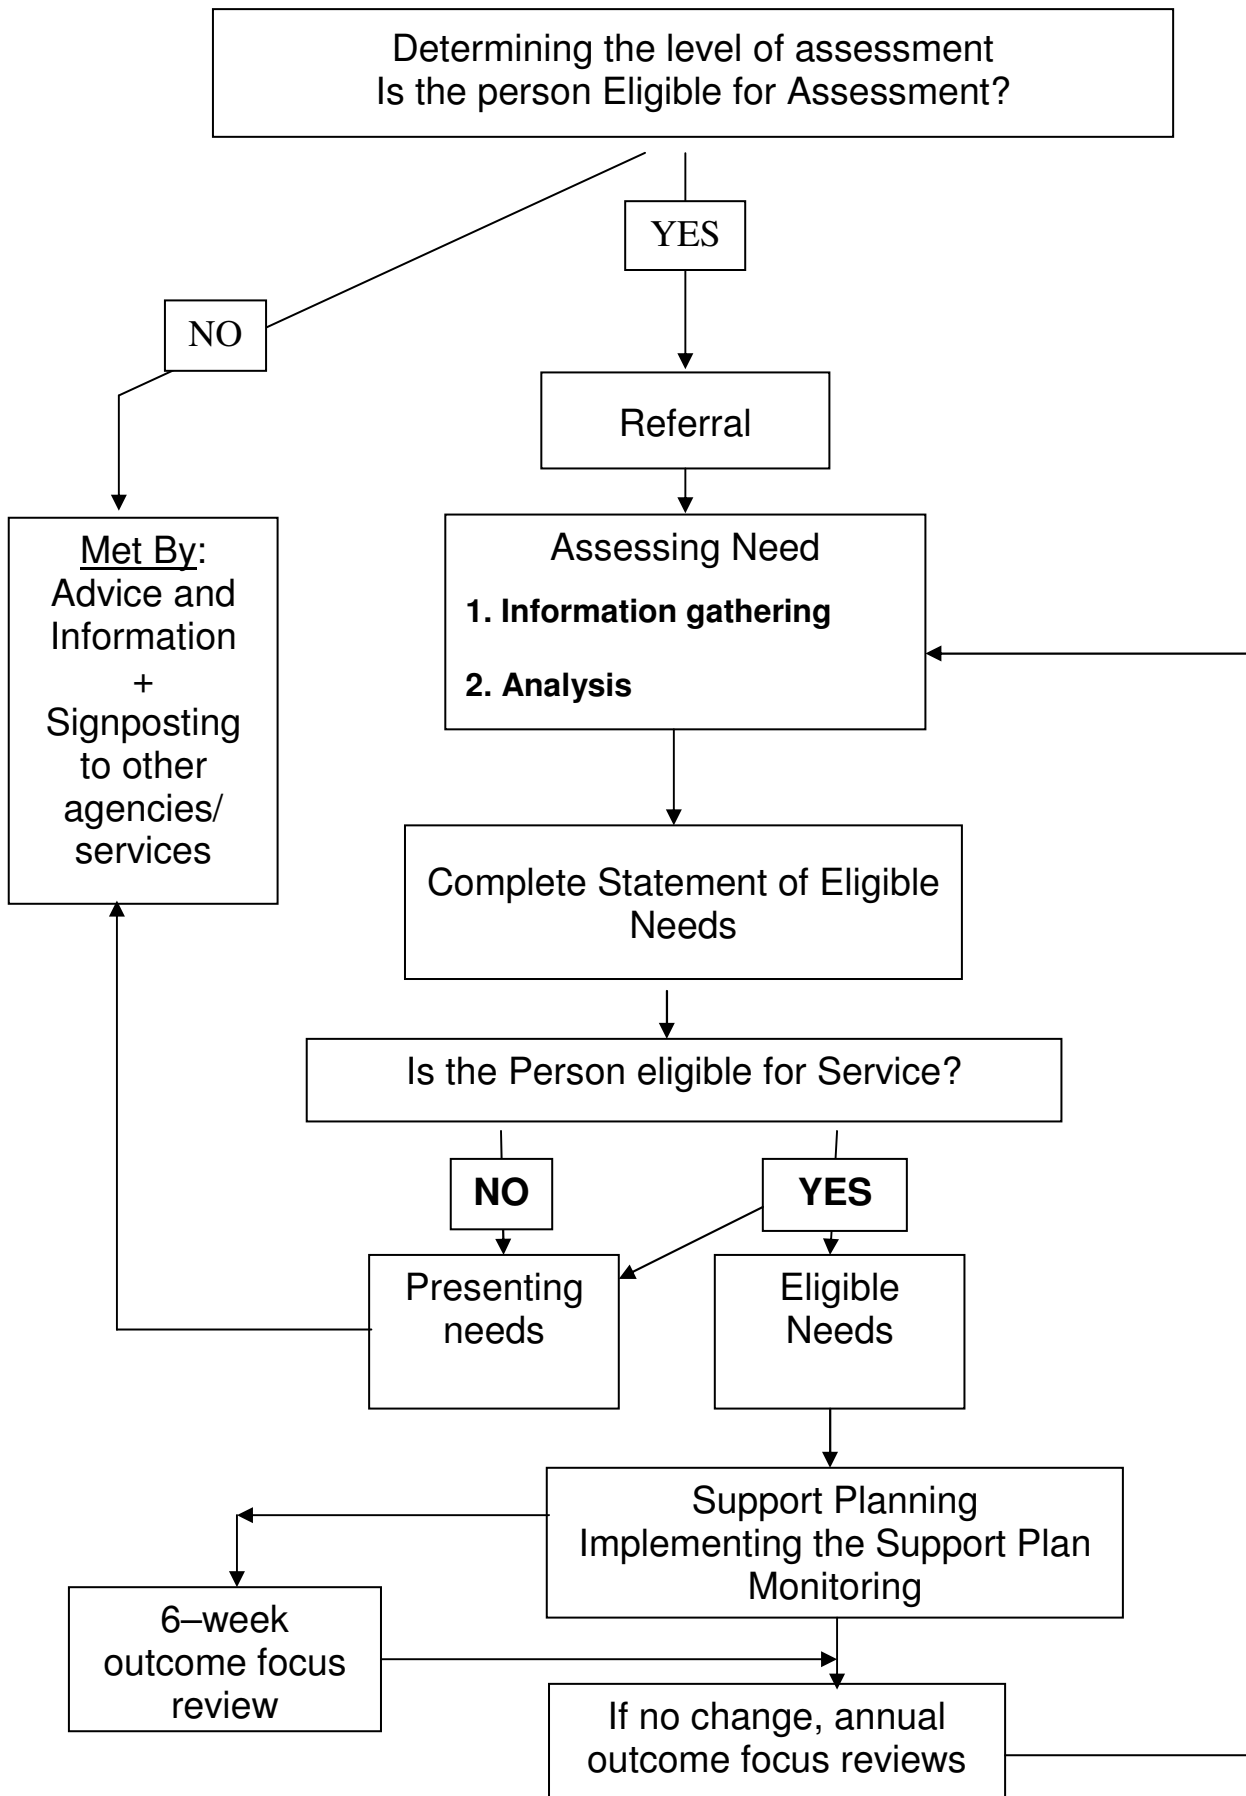 Determining the level of assessment
Is the person Eligible for Assessment?
YES
NO
Referral
Met By:
Advice and
Information
+
Signposting
to other
agencies/
services
Assessing Need
1. Information gathering
2. Analysis
Complete Statement of Eligible
Needs
Is the Person eligible for Service?
NO
YES
Presenting
needs
Eligible
Needs
Support Planning
Implementing the Support Plan
Monitoring
6–week
outcome focus
review
If no change, annual
outcome focus reviews